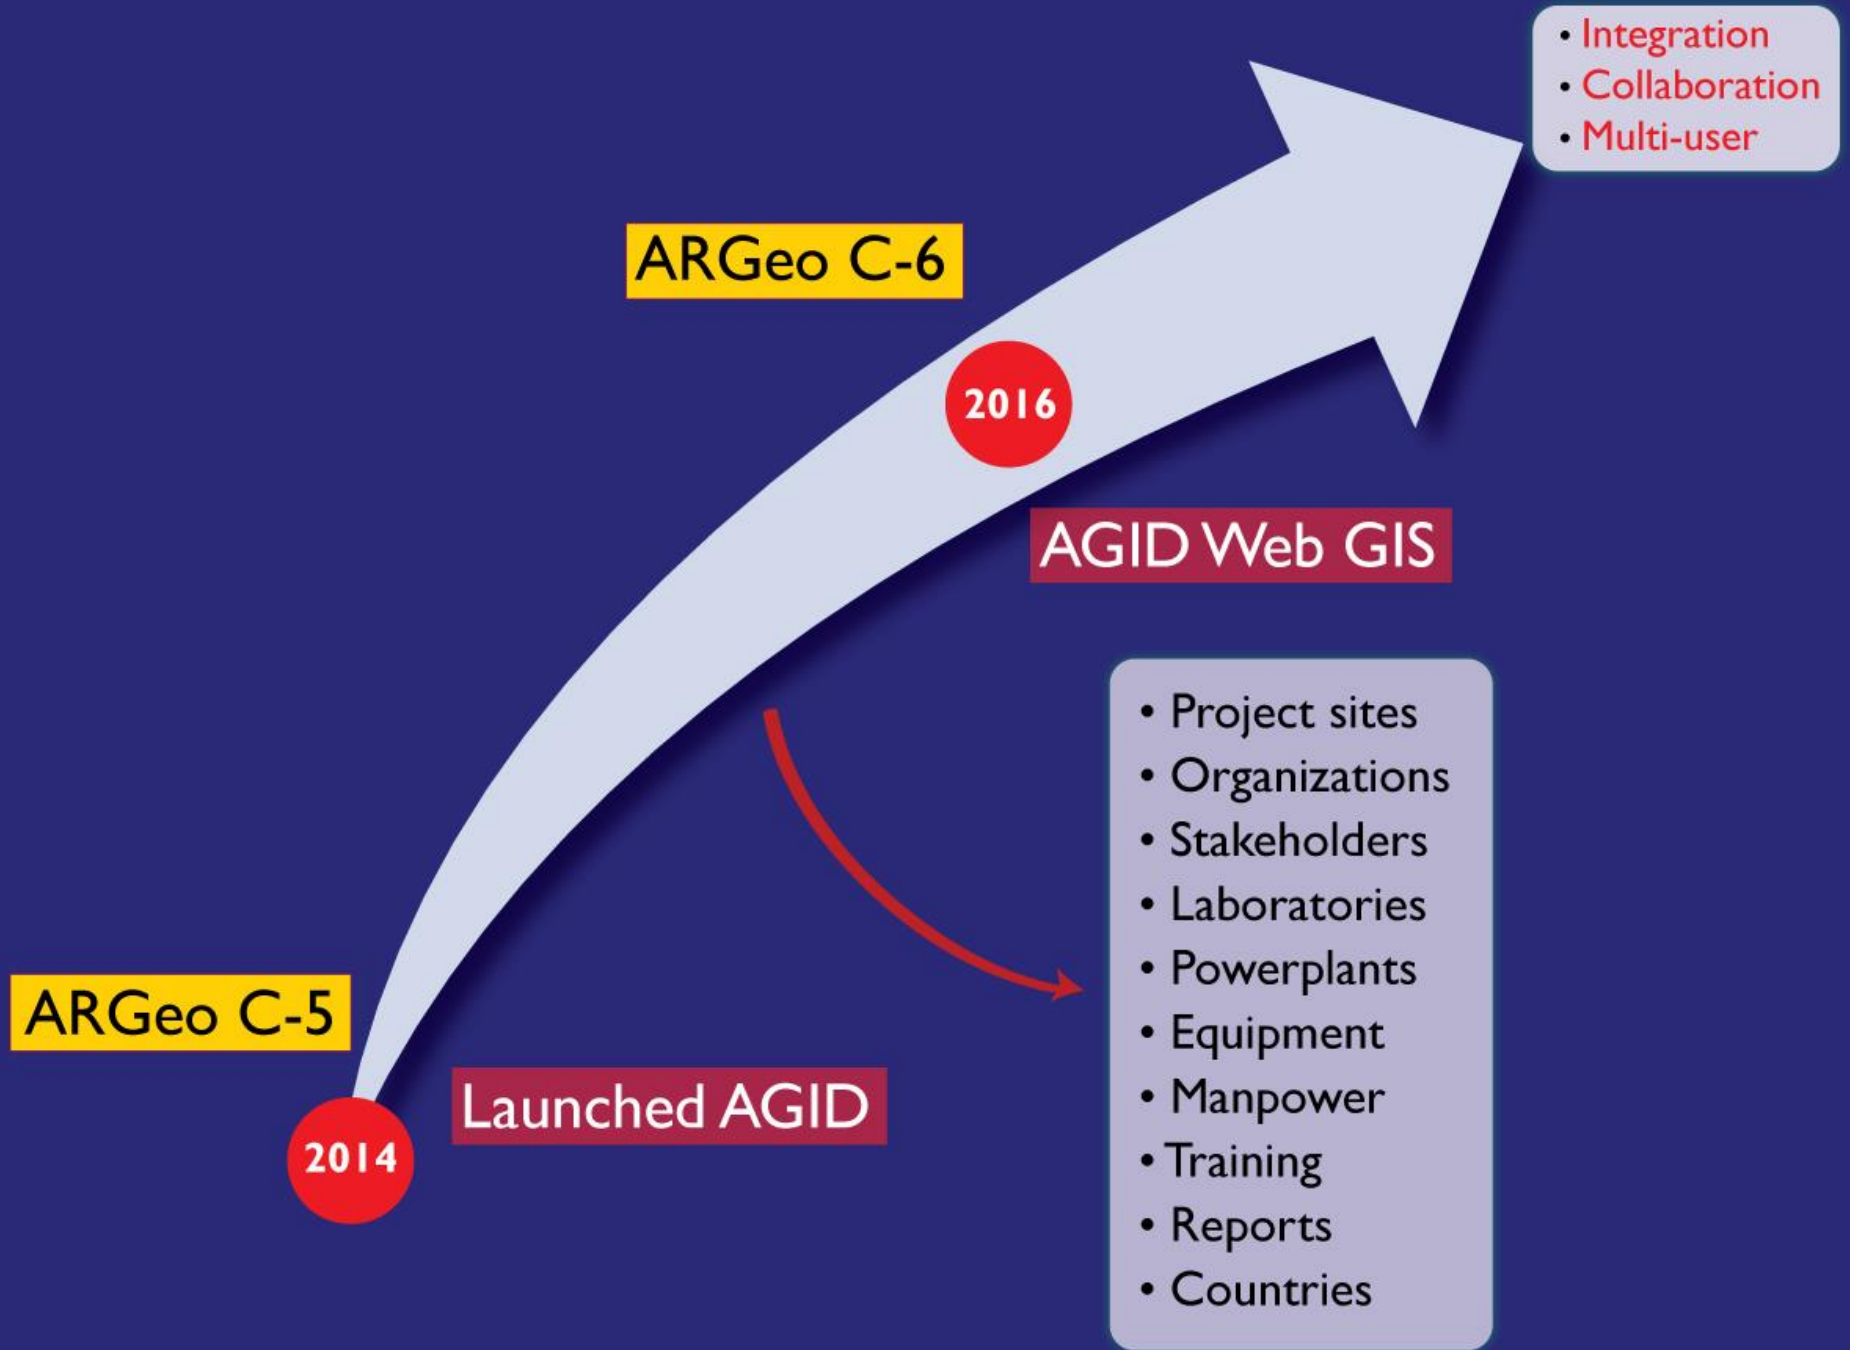 • Integration
• Collaboration
• Multi-user
ARGeo C-6
2016
AGID Web GIS
• Project sites
• Organizations
• Stakeholders
• Laboratories
• Powerplants
• Equipment
• Manpower
• Training
• Reports
• Countries
ARGeo C-5
Launched AGID
2014